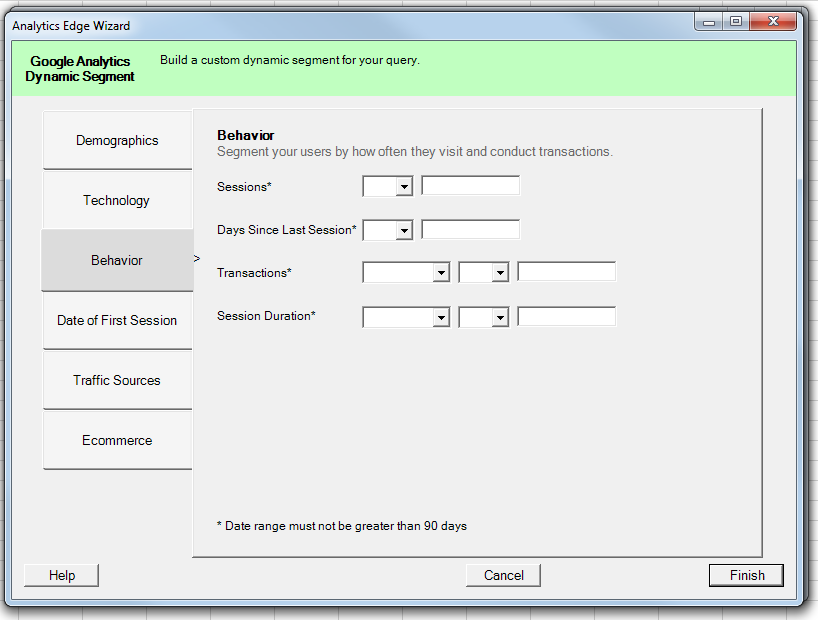 Analytics Edge Wizard
Google Analytics
Dynamic Segment
Build a custom dynamic segment for your query.
Demographics
Technology
Behavior
>
Date of First Session
Traffic Sources
Ecommerce
Behavior
Segment your users by how often they visit and conduct transactions.
Sessions*
Days Since Last Session*
Transactions*
Session Duration*
* Date range must not be greater than 90 days
Help
Cancel
Finish